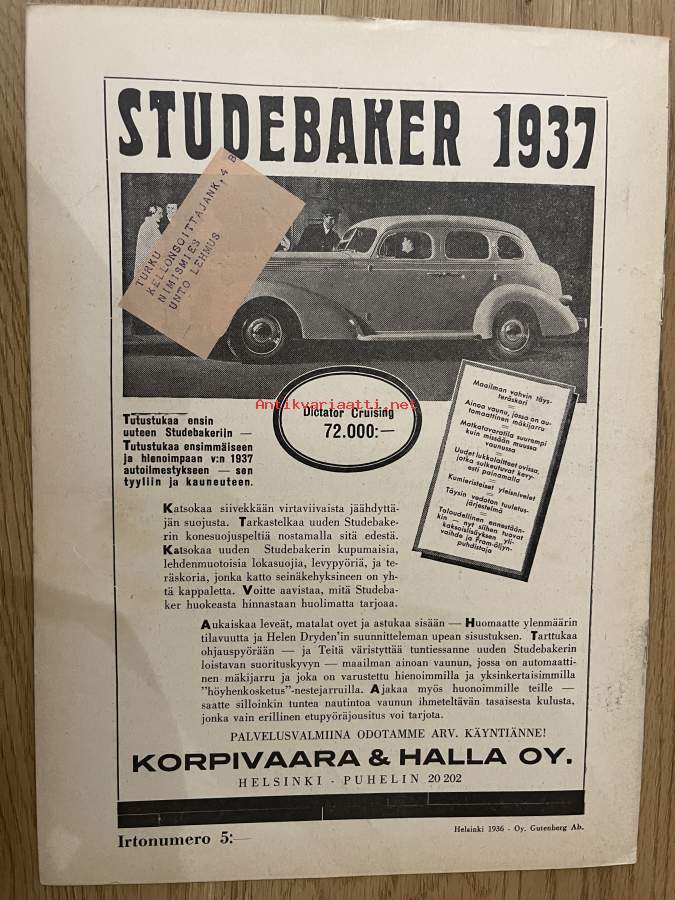 STUDEBAKER 1937
TURKU
KELLONSOITTAJANK, 4 B
NIMISMIES
UNTO LEHMUS
Antikvariaatti.net
Dictator Cruising
72.000:—
Tutustukaa ensin
uuteen Studebakeriin —
Tutustukaa ensimmäiseen
ja hienoimpaan v:n 1937
autoilmestykseen — sen
tyyliin ja kauneuteen.
Maailman vahvin täys-
teräskori
Ainoa vaunu, jossa on au-
tomaattinen mäkijarru
Matkatavaratila suurempi
kuin missään muussa
vaunussa
Uudet lukkolaitteet ovissa,
jotka sulkeutuvat kevy-
esti painamalla
Kumieristeiset yleisnivelet
Täysin vedoton tuuletus-
järjestelmä
Taloudellinen ennestään-
kin — nyt siihen tuovat
kaksoislisäyksen yli-
vaihde ja Fram-öljyn-
puhdistaja
Katsokaa siivekkään virtaviivaista jäähdyttä-
jän suojusta. Tarkastelkaa uuden Studebake-
rin konesuojuspeltiä nostamalla sitä edestä.
Katsokaa uuden Studebakerin kupumaisia,
lehdenmuotoisia lokasuojia, levypyöriä, ja te-
räskoria, jonka katto seinäkehyksineen on yh-
tä kappaletta. Voitte aavistaa, mitä Studeba-
ker huokeasta hinnastaan huolimatta tarjoaa.
Aukaiskaa leveät, matalat ovet ja astukaa sisään — Huomaatte ylenmäärin
tilavuutta ja Helen Dryden'in suunnitteleman upean sisustuksen. Tarttukaa
ohjauspyörään — ja Teitä väristyttää tuntiessanne uuden Studebakerin
loistavan suorituskyvyn — maailman ainoan vaunun, jossa on automaatti-
nen mäkijarru ja joka on varustettu hienoimmilla ja yksinkertaisimmilla
"höyhenkosketus"-nestejarruilla. Ajakaa myös huonoimmille teille —
saatte silloinkin tuntea nautintoa vaunun ihmeteltävän tasaisesta kulusta,
jonka vain erillinen etupyöräjousitus voi tarjota.
PALVELUSVALMIINA ODOTAMME ARV. KÄYNTIÄNNE!
KORPIVAARA & HALLA OY.
HELSINKI - PUHELIN 20 202
Irtonumero 5:—
Helsinki 1936 - Oy. Gutenberg Ab.